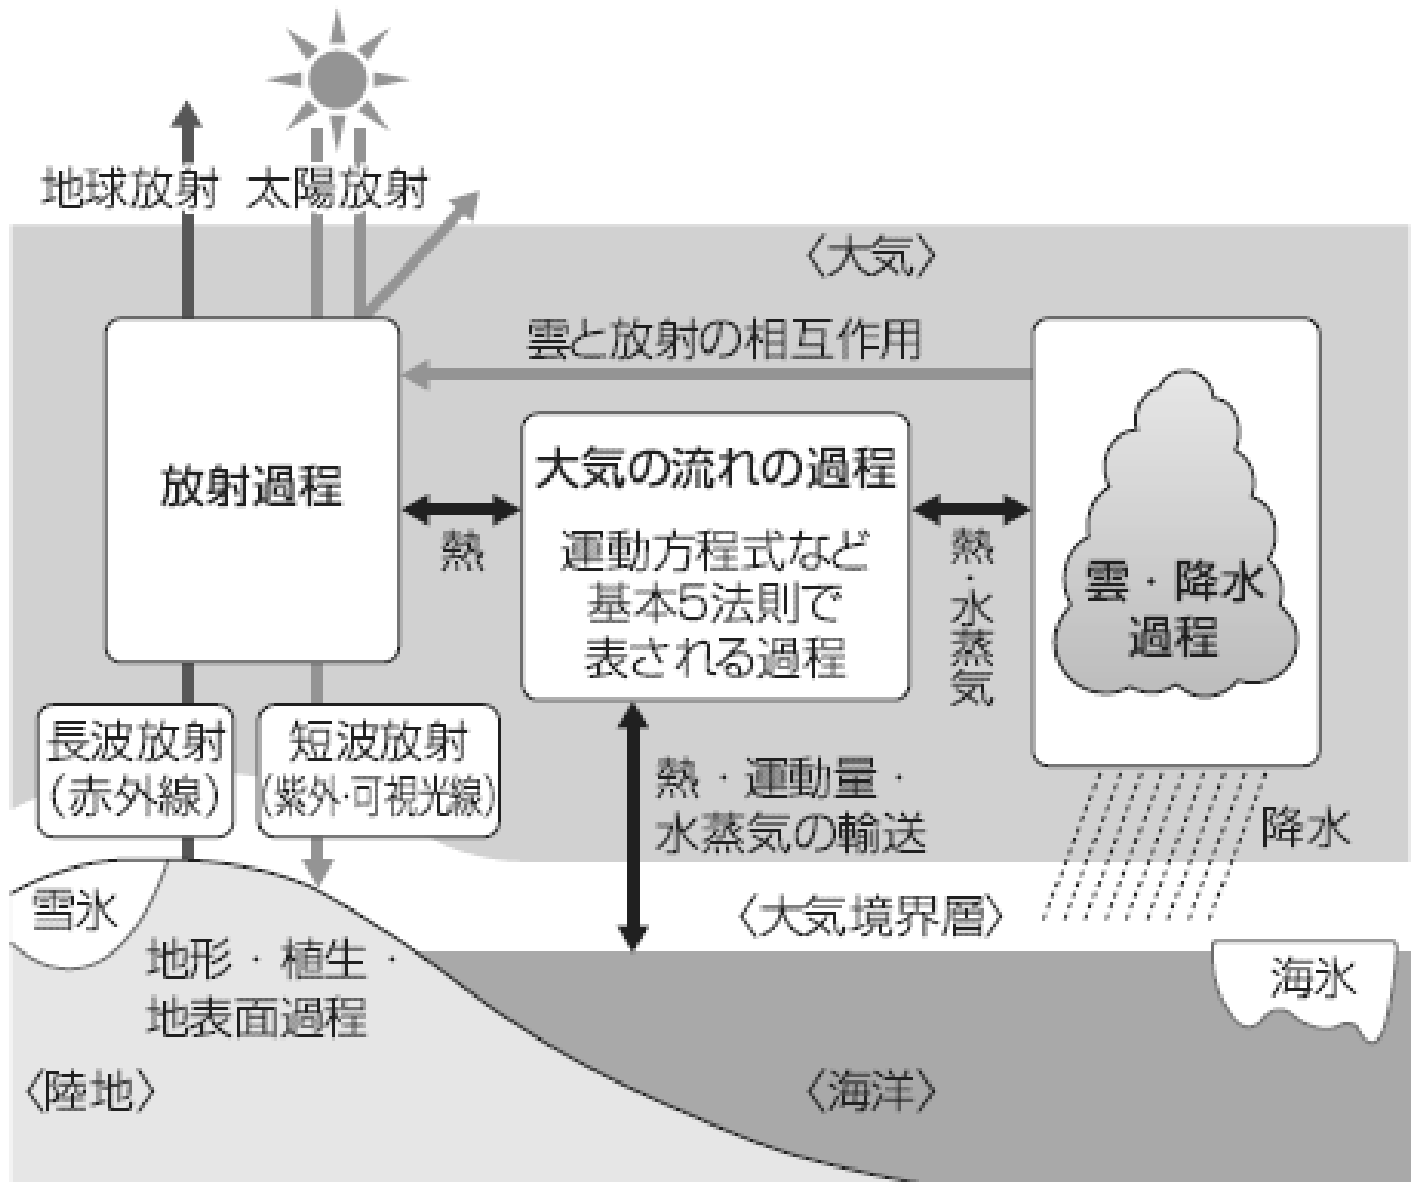 地球放射
太陽放射
〈大気〉
雲と放射の相互作用
放射過程
熱
大気の流れの過程
運動方程式など
基本5法則で
表される過程
熱・水蒸気
雲・降水
過程
長波放射
(赤外線)
短波放射
(紫外・可視光線)
熱・運動量・
水蒸気の輸送
降水
〈大気境界層〉
雪氷
地形・植生・
地表面過程
海氷
〈陸地〉
〈海洋〉